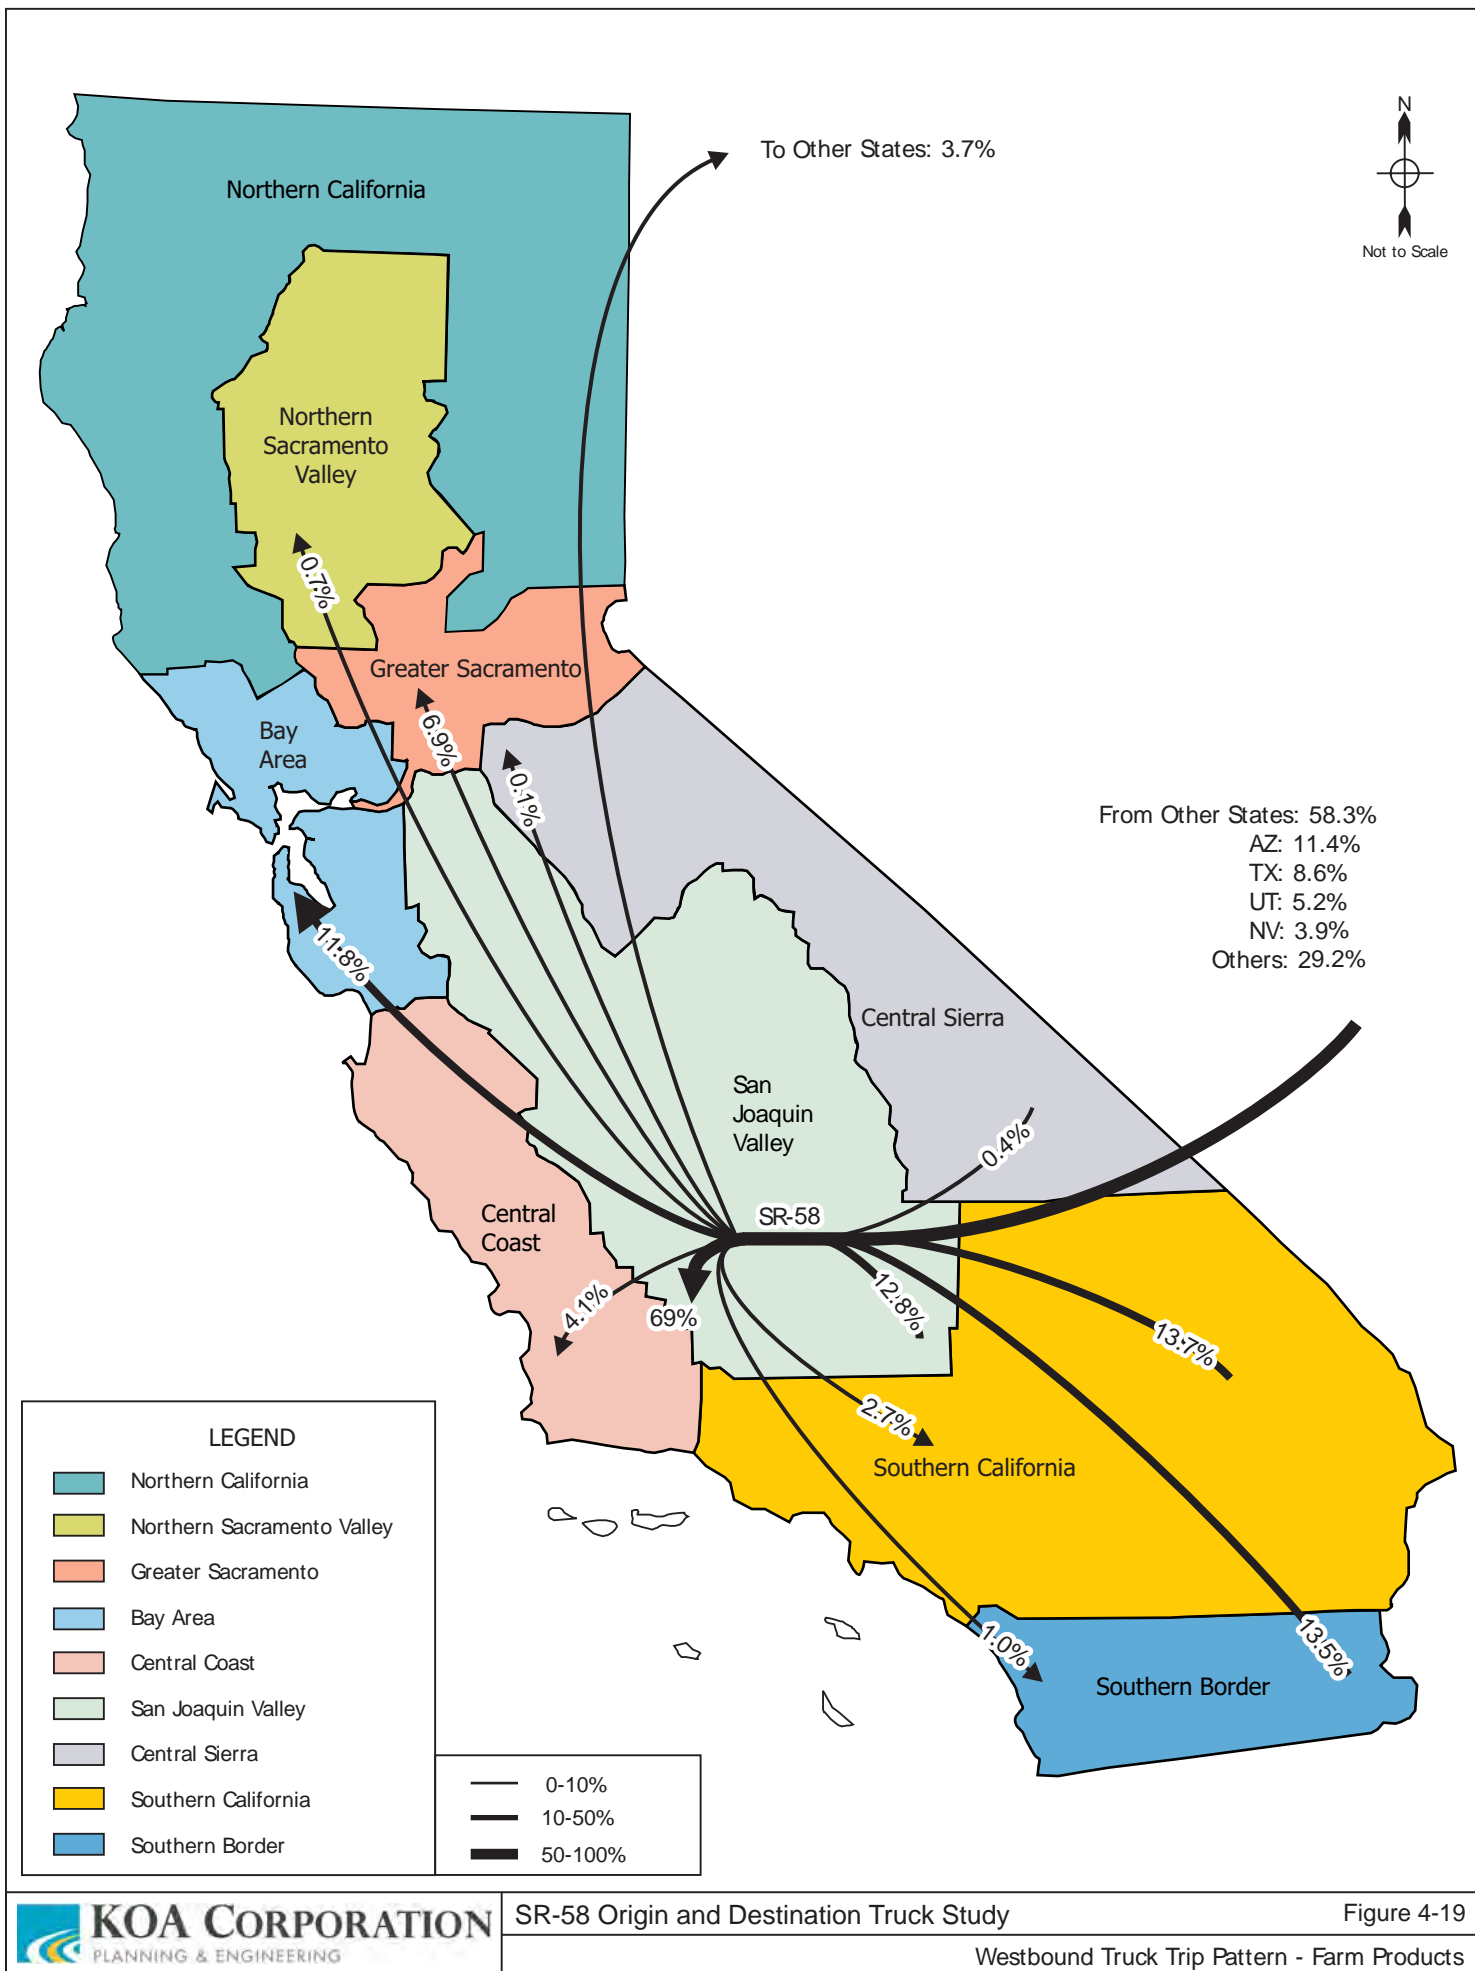 N
Not to Scale
To Other States: 3.7%
Northern California
Northern
Sacramento
Valley
0.7%
Greater Sacramento
6.9%
Bay
Area
0.1%
From Other States: 58.3%
AZ: 11.4%
TX: 8.6%
UT: 5.2%
NV: 3.9%
Others: 29.2%
11.8%
Central Sierra
San
Joaquin
Valley
0.4%
Central
Coast
SR-58
4.1%
69%
12.8%
13.7%
2.7%
Southern California
1.0%
13.5%
Southern Border
LEGEND
Northern California
Northern Sacramento Valley
Greater Sacramento
Bay Area
Central Coast
San Joaquin Valley
Central Sierra
Southern California
Southern Border
0-10%
10-50%
50-100%
KOA CORPORATION
PLANNING & ENGINEERING
SR-58 Origin and Destination Truck Study
Figure 4-19
Westbound Truck Trip Pattern - Farm Products